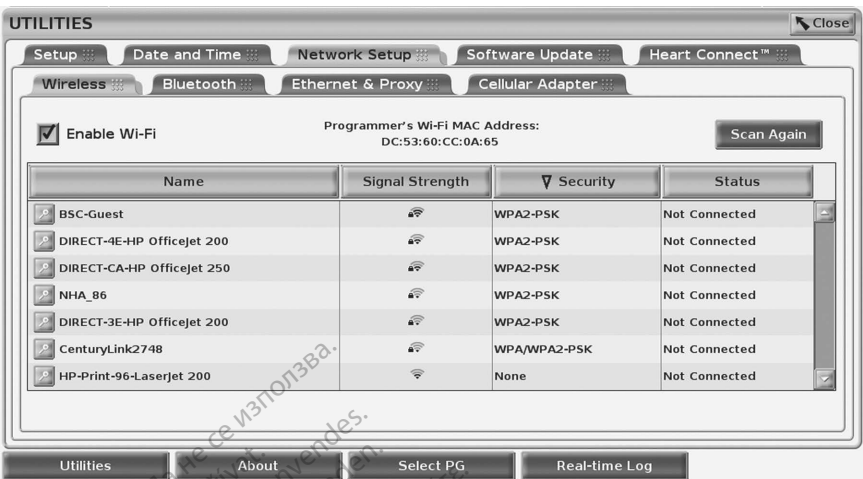 UTILITIES
Close
Setup Date and Time Network Setup Software Update Heart Connect™
Wireless Bluetooth Ethernet & Proxy Cellular Adapter
Enable Wi-Fi
Programmer's Wi-Fi MAC Address:
DC:53:60:CC:0A:65
Scan Again
Name Signal Strength ∇ Security Status
BSC-Guest WPA2-PSK Not Connected
DIRECT-4E-HP OfficeJet 200 WPA2-PSK Not Connected
DIRECT-CA-HP OfficeJet 250 WPA2-PSK Not Connected
NHA_86 WPA2-PSK Not Connected
DIRECT-3E-HP OfficeJet 200 WPA2-PSK Not Connected
CenturyLink2748 WPA/WPA2-PSK Not Connected
HP-Print-96-LaserJet 200 None Not Connected
не се използва.
Utilities About Select PG Real-time Log